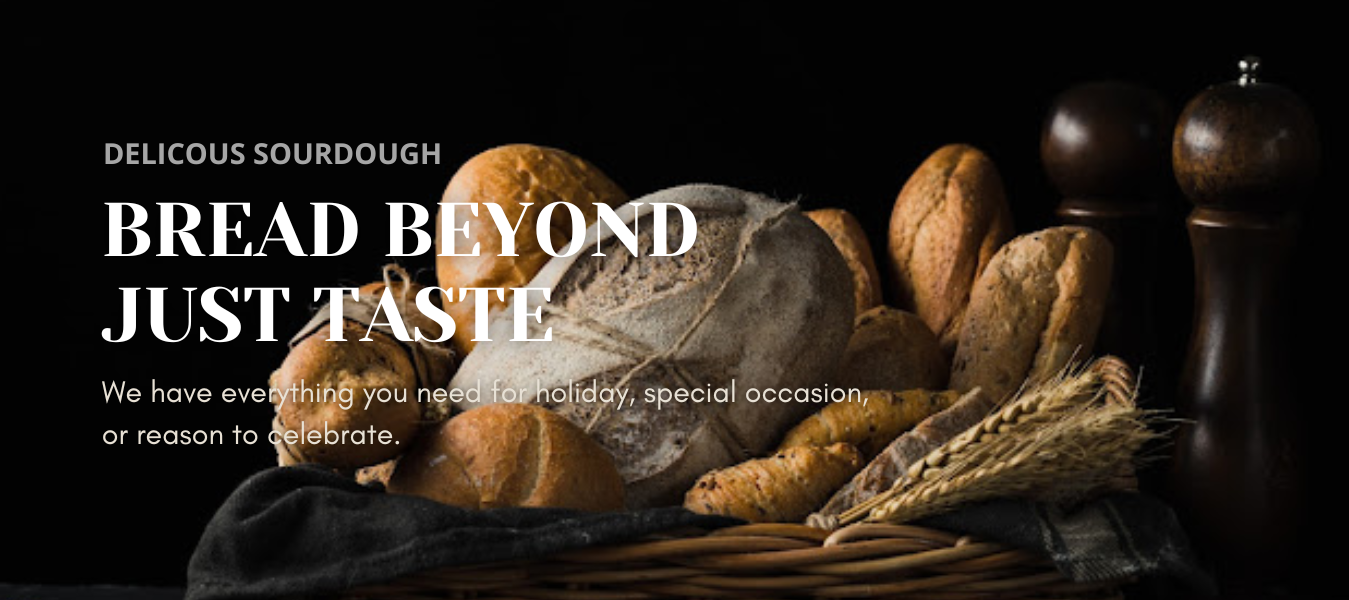 DELICOUS SOURDOUGH
BREAD BEYOND
JUST TASTE
We have everything you need for holiday, special occasion,
or reason to celebrate.